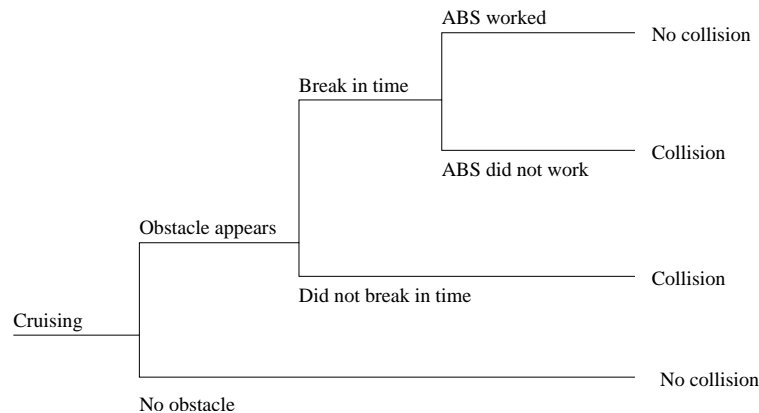 ABS worked
No collision
Break in time
Collision
ABS did not work
Obstacle appears
Collision
Did not break in time
Cruising
No collision
No obstacle